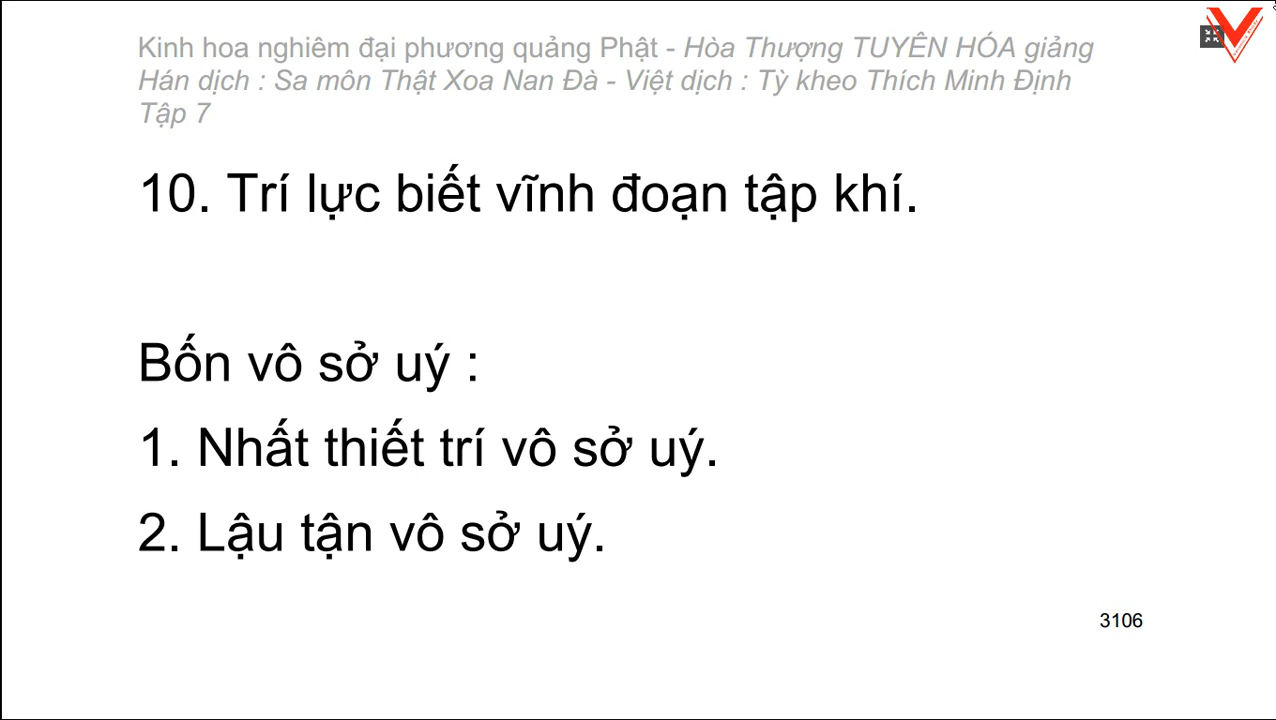 Kinh hoa nghiêm đại phương quảng Phật - Hòa Thượng TUYÊN HÓA giảng
Hán dịch : Sa môn Thật Xoa Nan Đà - Việt dịch : Tỳ kheo Thích Minh Định
Tập 7
10. Trí lực biết vĩnh đoạn tập khí.
Bốn vô sở uý :
1. Nhất thiết trí vô sở uý.
2. Lậu tận vô sở uý.
3106